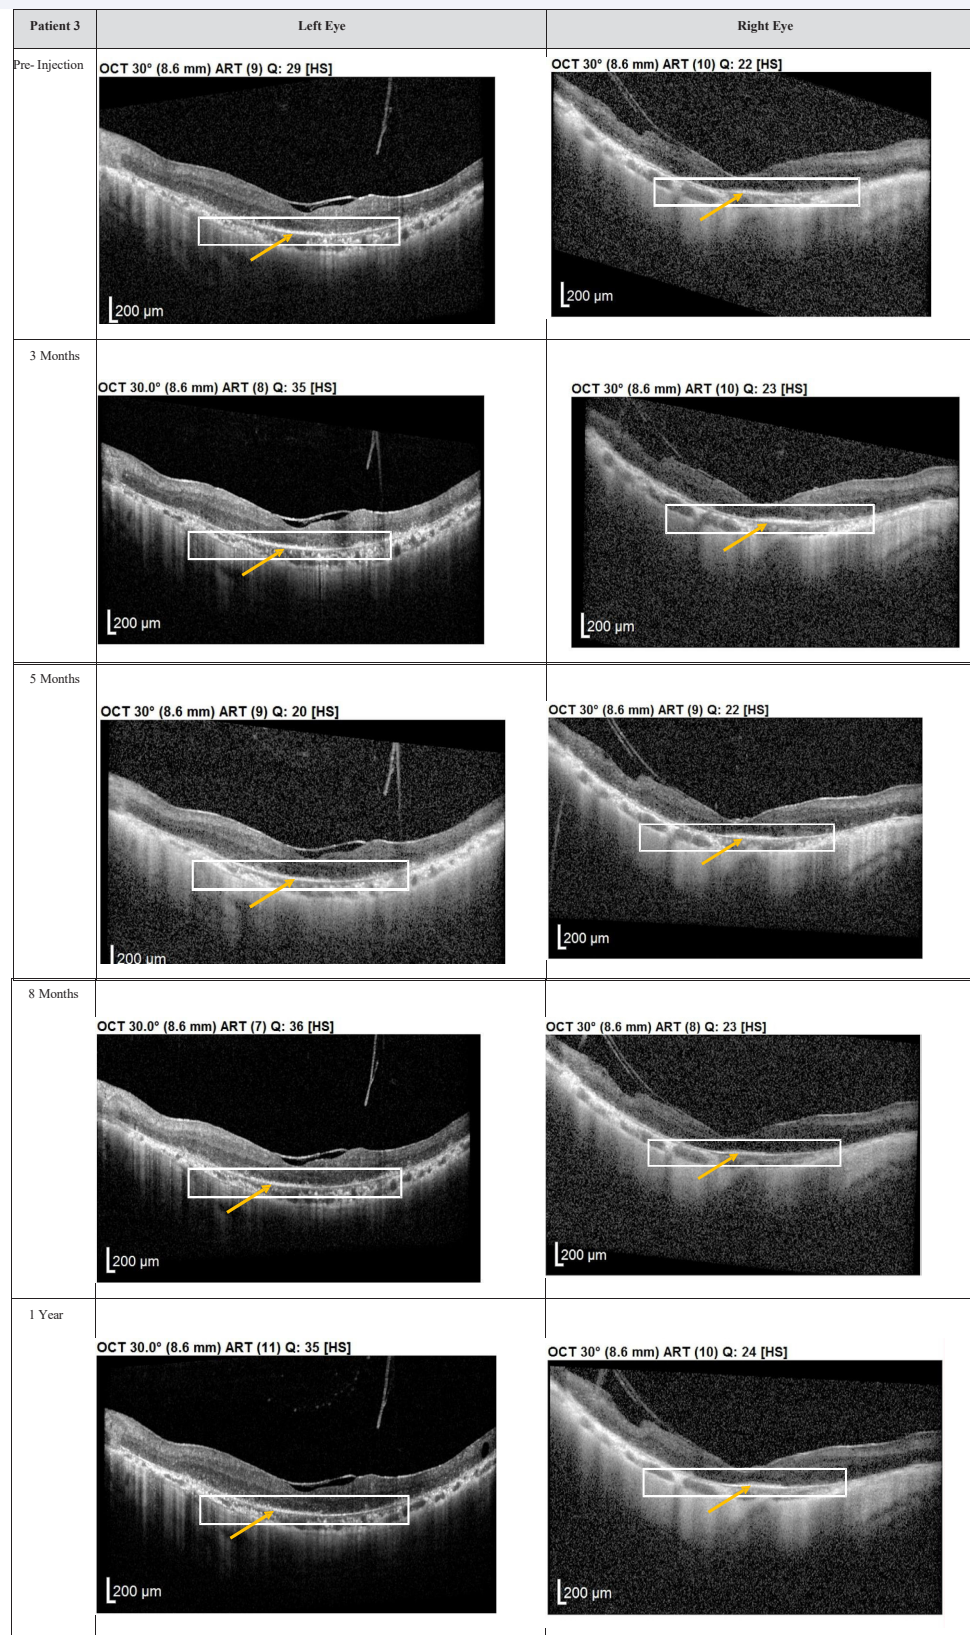 Patient 3
Left Eye
Right Eye
Pre- Injection
OCT 30° (8.6 mm) ART (9) Q: 29 [HS]
200 µm
OCT 30° (8.6 mm) ART (10) Q: 22 [HS]
200 µm
3 Months
OCT 30.0° (8.6 mm) ART (8) Q: 35 [HS]
200 µm
OCT 30° (8.6 mm) ART (10) Q: 23 [HS]
200 µm
5 Months
OCT 30° (8.6 mm) ART (9) Q: 20 [HS]
200 µm
OCT 30° (8.6 mm) ART (9) Q: 22 [HS]
200 µm
8 Months
OCT 30.0° (8.6 mm) ART (7) Q: 36 [HS]
200 µm
OCT 30° (8.6 mm) ART (8) Q: 23 [HS]
200 µm
1 Year
OCT 30.0° (8.6 mm) ART (11) Q: 35 [HS]
200 µm
OCT 30° (8.6 mm) ART (10) Q: 24 [HS]
200 µm